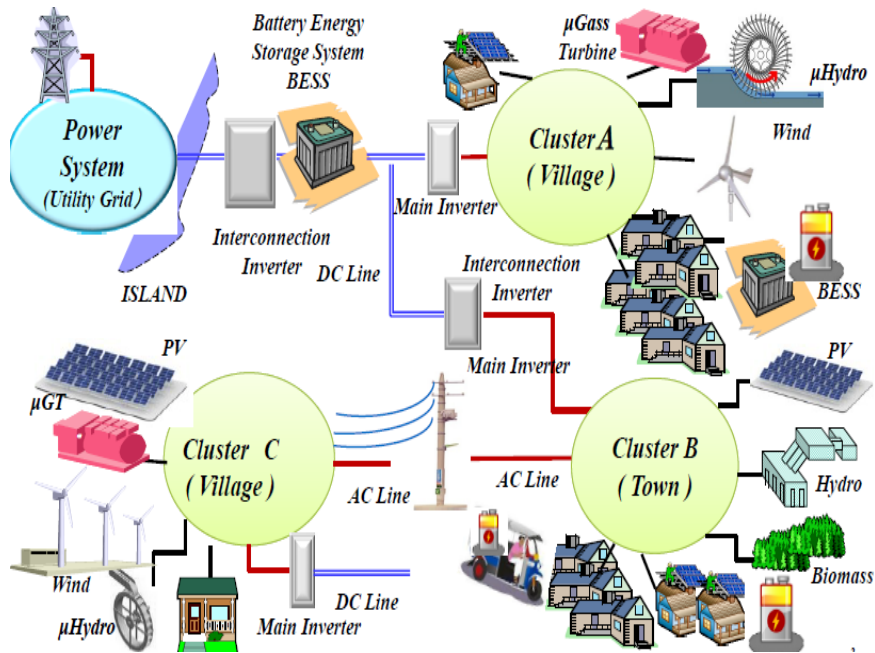 Battery Energy
Storage System
BESS
µGass
Turbine
µHydro
Power
System
(Utility Grid)
Cluster A
( Village )
Wind
Main Inverter
Interconnection
Inverter
DC Line
ISLAND
Interconnection
Inverter
BESS
Main Inverter
PV
PV
µGT
Cluster C
( Village )
AC Line
AC Line
Cluster B
( Town )
Hydro
Biomass
Wind
µHydro
Main Inverter
DC Line